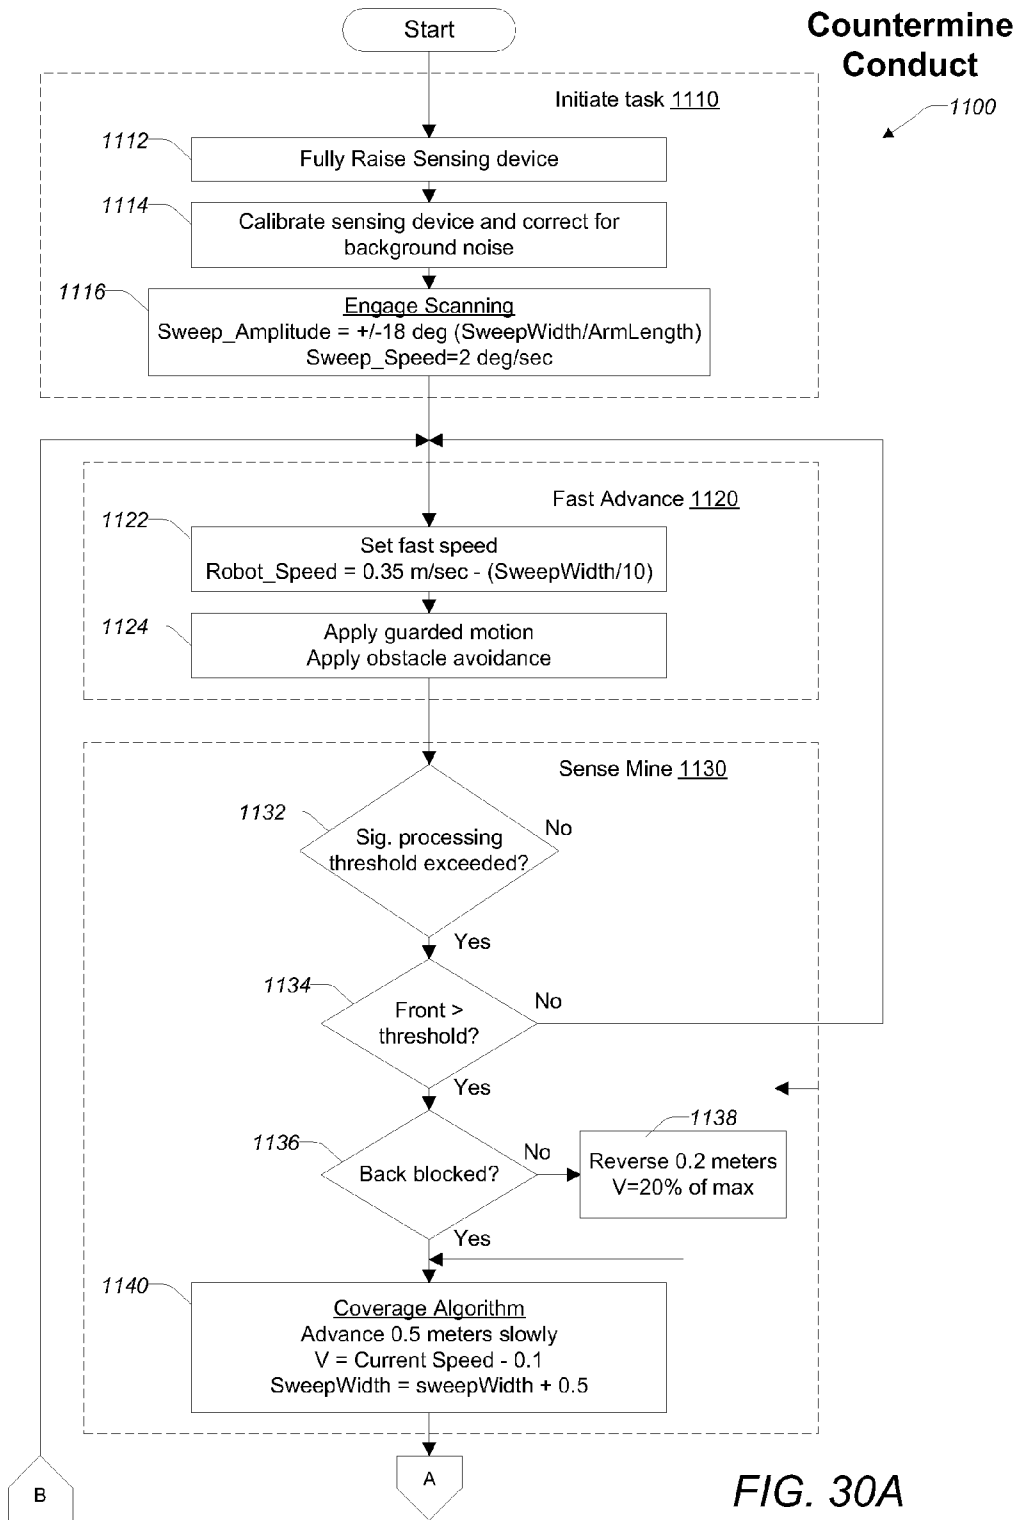 Start
Countermine
Conduct
1100
Initiate task 1110
1112
Fully Raise Sensing device
1114
Calibrate sensing device and correct for
background noise
1116
Engage Scanning
Sweep_Amplitude = +/-18 deg (SweepWidth/ArmLength)
Sweep_Speed=2 deg/sec
Fast Advance 1120
1122
Set fast speed
Robot_Speed = 0.35 m/sec - (SweepWidth/10)
1124
Apply guarded motion
Apply obstacle avoidance
Sense Mine 1130
1132
Sig. processing
threshold exceeded?
No
Yes
1134
Front >
threshold?
No
Yes
1136
Back blocked?
No
1138
Reverse 0.2 meters
V=20% of max
Yes
1140
Coverage Algorithm
Advance 0.5 meters slowly
V = Current Speed - 0.1
SweepWidth = sweepWidth + 0.5
B
A
FIG. 30A